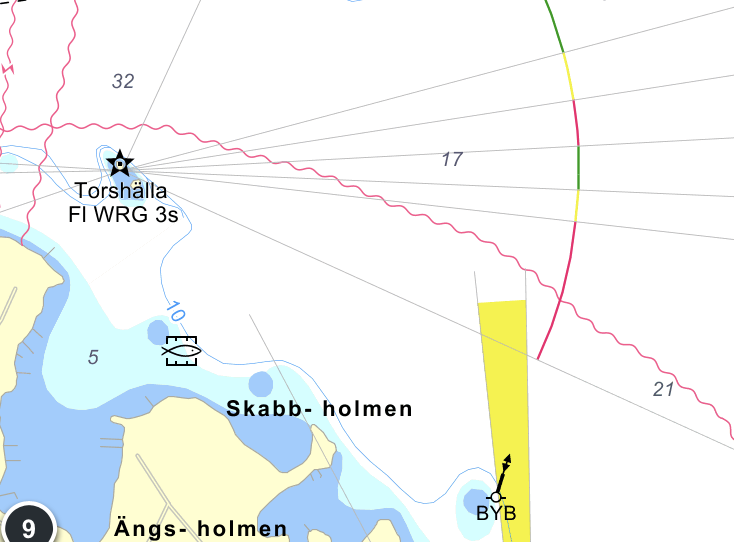 32
17
Torshälla
Fl WRG 3s
10
5
21
Skabb- holmen
BYB
9
Ängs- holmen